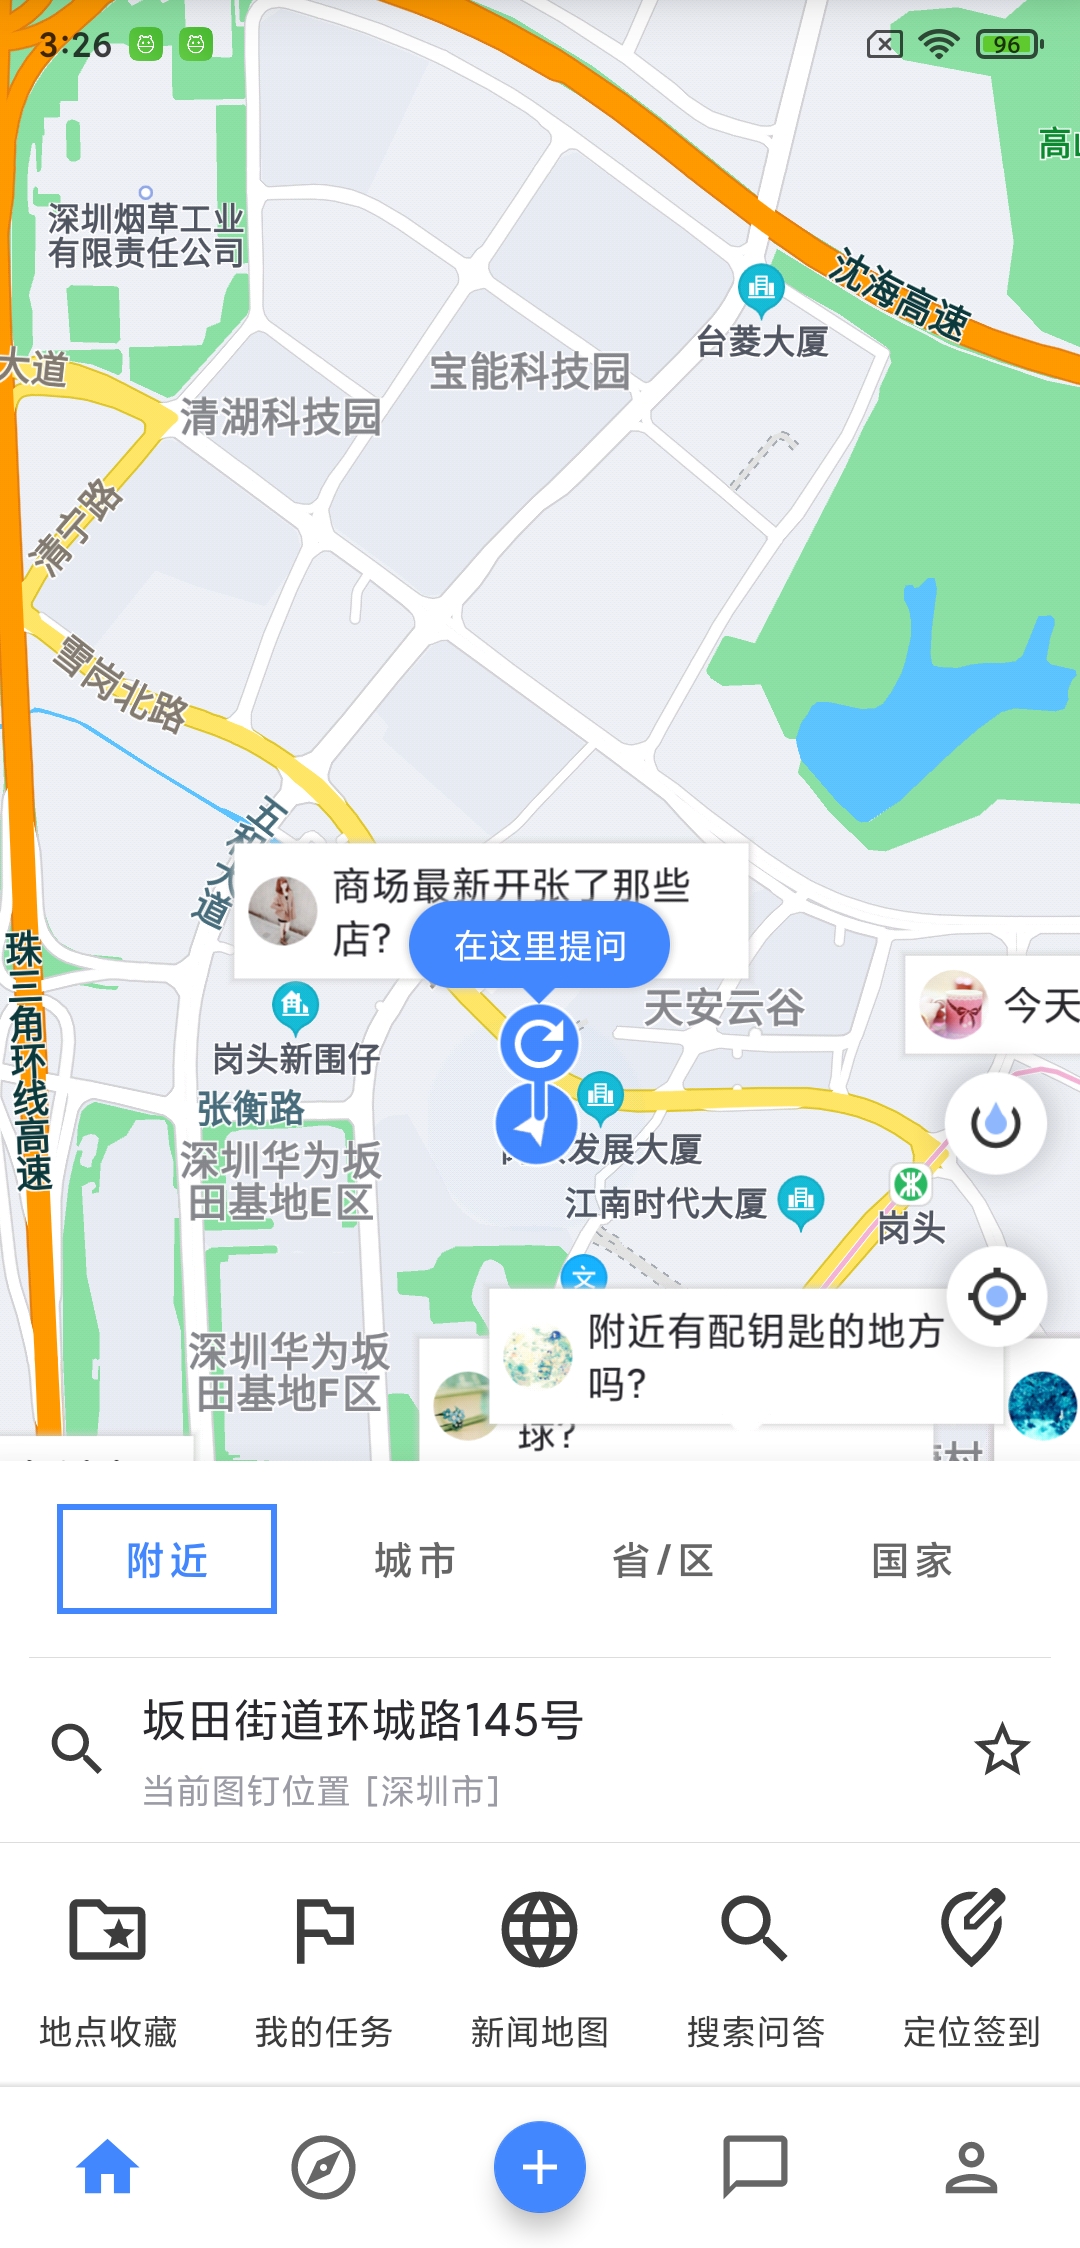 3:26
96
高
深圳烟草工业
有限责任公司
沈海高速
台菱大厦
大道
宝能科技园
清湖科技园
清宁路
雪岗北路
五和大道
商场最新开张了那些
店?
在这里提问
珠三角环线高速
天安云谷
今天
岗头新围仔
张衡路
发展大厦
深圳华为坂
田基地E区
江南时代大厦
岗头
文
附近有配钥匙的地方
吗?
深圳华为坂
田基地F区
球?
村
附近
城市
省/区
国家
坂田街道环城路145号
当前图钉位置 [深圳市]
地点收藏
我的任务
新闻地图
搜索问答
定位签到